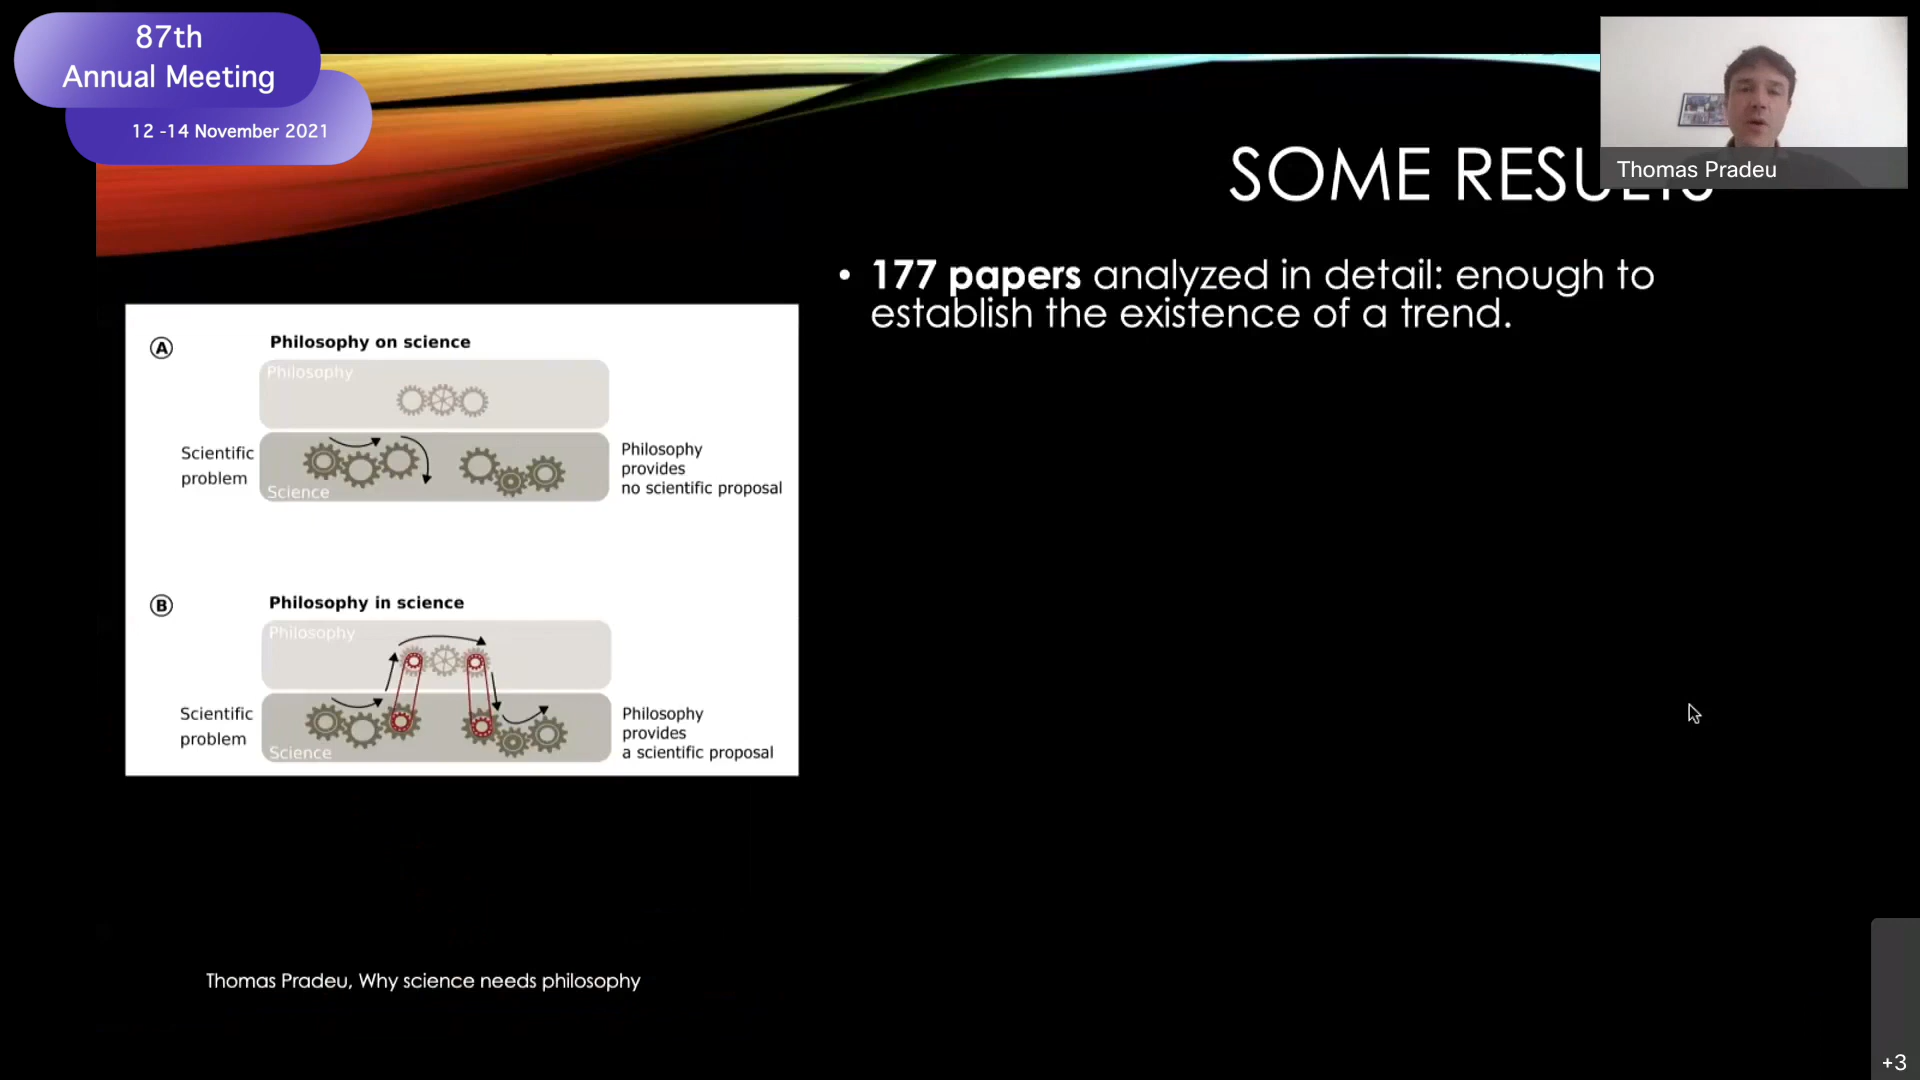 87th
Annual Meeting
12 -14 November 2021
Thomas Pradeu
SOME RESULTS
• 177 papers analyzed in detail: enough to
establish the existence of a trend.
A
Philosophy on science
Philosophy
Scientific
problem
Science
Philosophy
provides
no scientific proposal
B
Philosophy in science
Philosophy
Scientific
problem
Science
Philosophy
provides
a scientific proposal
Thomas Pradeu, Why science needs philosophy
+3